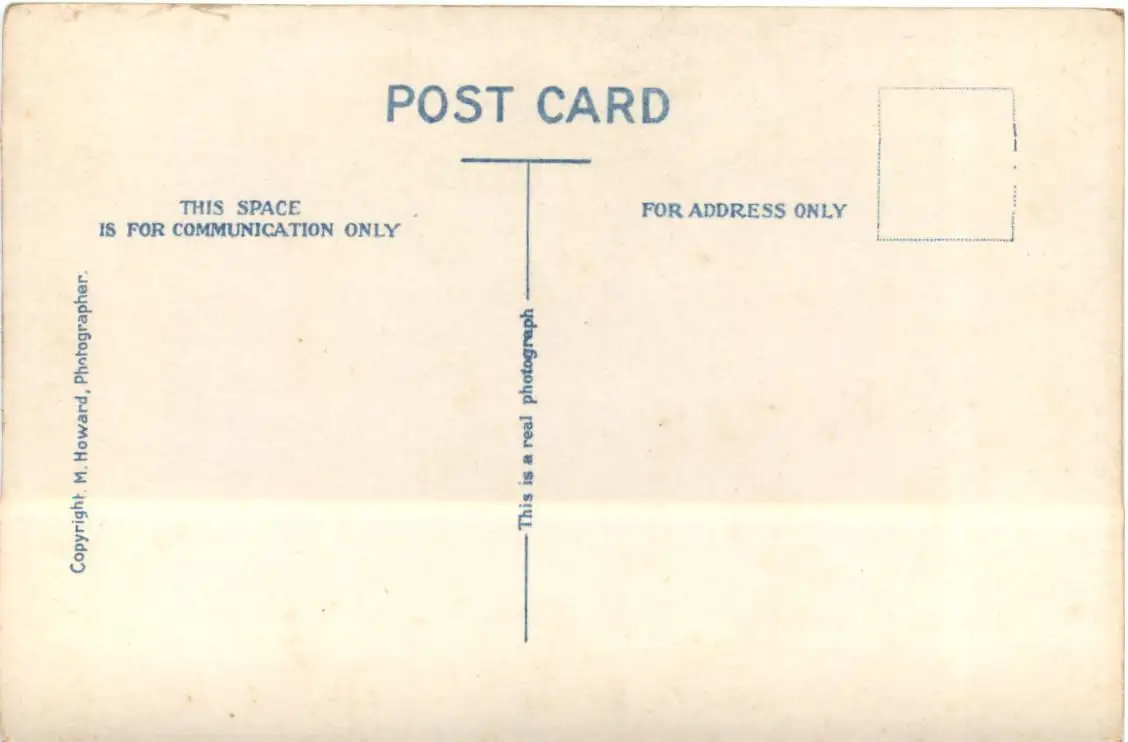 POST CARD
THIS SPACE
IS FOR COMMUNICATION ONLY
FOR ADDRESS ONLY
Copyright. M. Howard, Photographer.
This is a real photograph